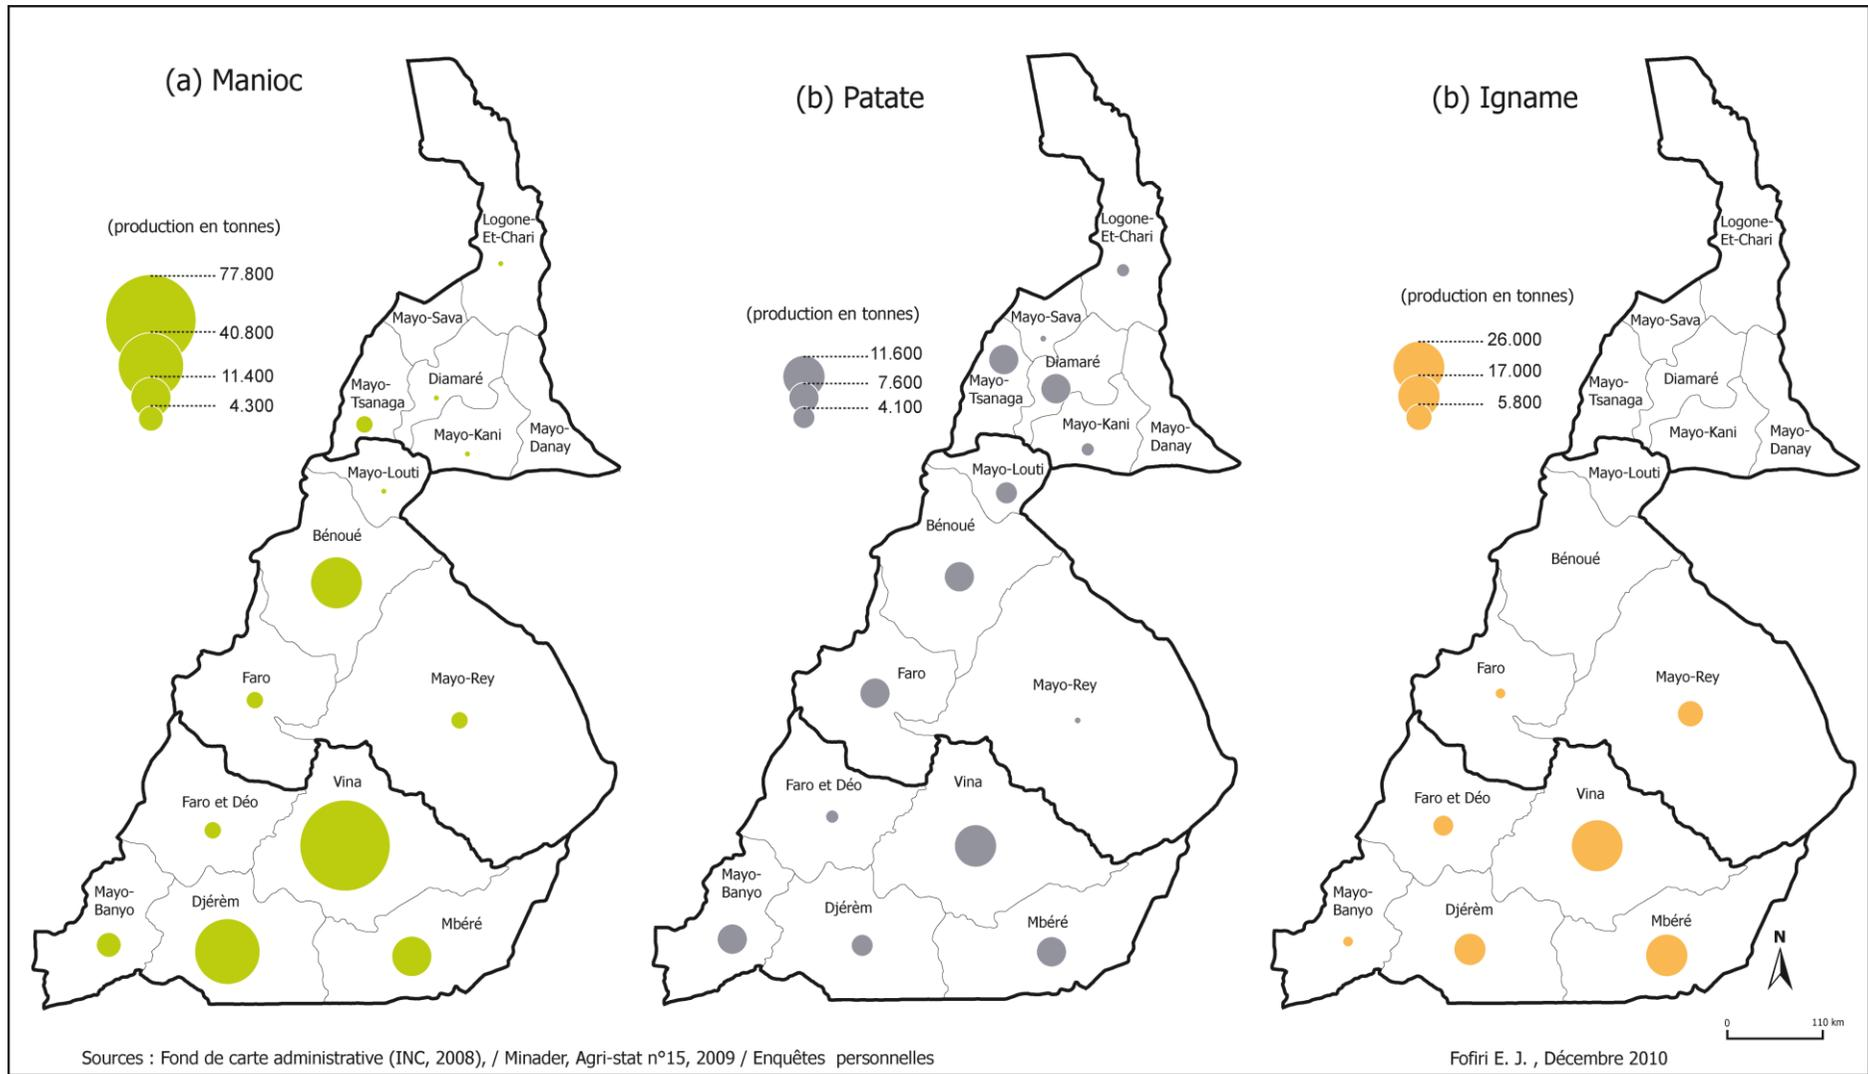 (a) Manioc
(production en tonnes)
77.800
40.800
11.400
4.300
Logone-
Et-Chari
Mayo-Sava
Mayo-
Tsanaga
Diamaré
Mayo-Kani
Mayo-
Danay
Mayo-Louti
Bénoué
Faro
Mayo-Rey
Vina
Faro et Déo
Mayo-
Banyo
Djérèm
Mbéré
(b) Patate
(production en tonnes)
11.600
7.600
4.100
Logone-
Et-Chari
Mayo-Sava
Diamaré
Mayo-
Tsanaga
Mayo-Kani
Mayo-
Danay
Mayo-Louti
Bénoué
Faro
Mayo-Rey
Faro et Déo
Vina
Mayo-
Banyo
Djérèm
Mbéré
(b) Igname
(production en tonnes)
26.000
17.000
5.800
Logone-
Et-Chari
Mayo-Sava
Mayo-
Tsanaga
Diamaré
Mayo-Kani
Mayo-
Danay
Mayo-Louti
Bénoué
Faro
Mayo-Rey
Faro et Déo
Vina
Mayo-
Banyo
Djérèm
Mbéré
N
0 110 km
Sources : Fond de carte administrative (INC, 2008), / Minader, Agri-stat n°15, 2009 / Enquêtes personnelles
Fofiri E. J. , Décembre 2010